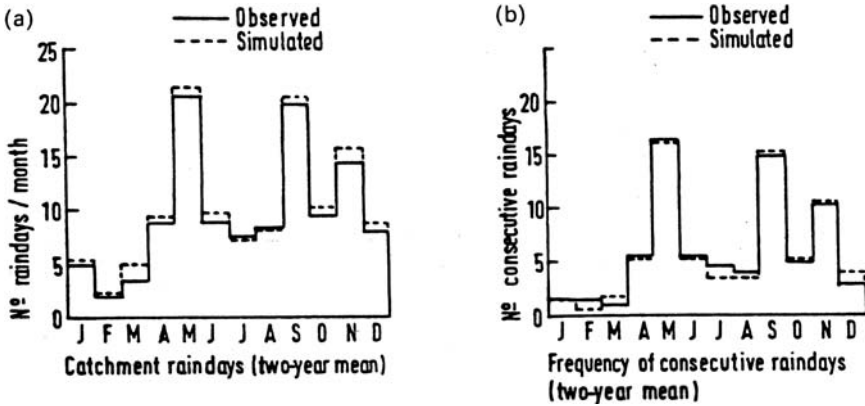 (a)
Observed
Simulated
Nº raindays / month
25
20
15
10
5
0
J F M A M J J A S O N D
Catchment raindays (two-year mean)
(b)
Observed
Simulated
Nº consecutive raindays
25
20
15
10
5
0
J F M A M J J A S O N D
Frequency of consecutive raindays
(two-year mean)